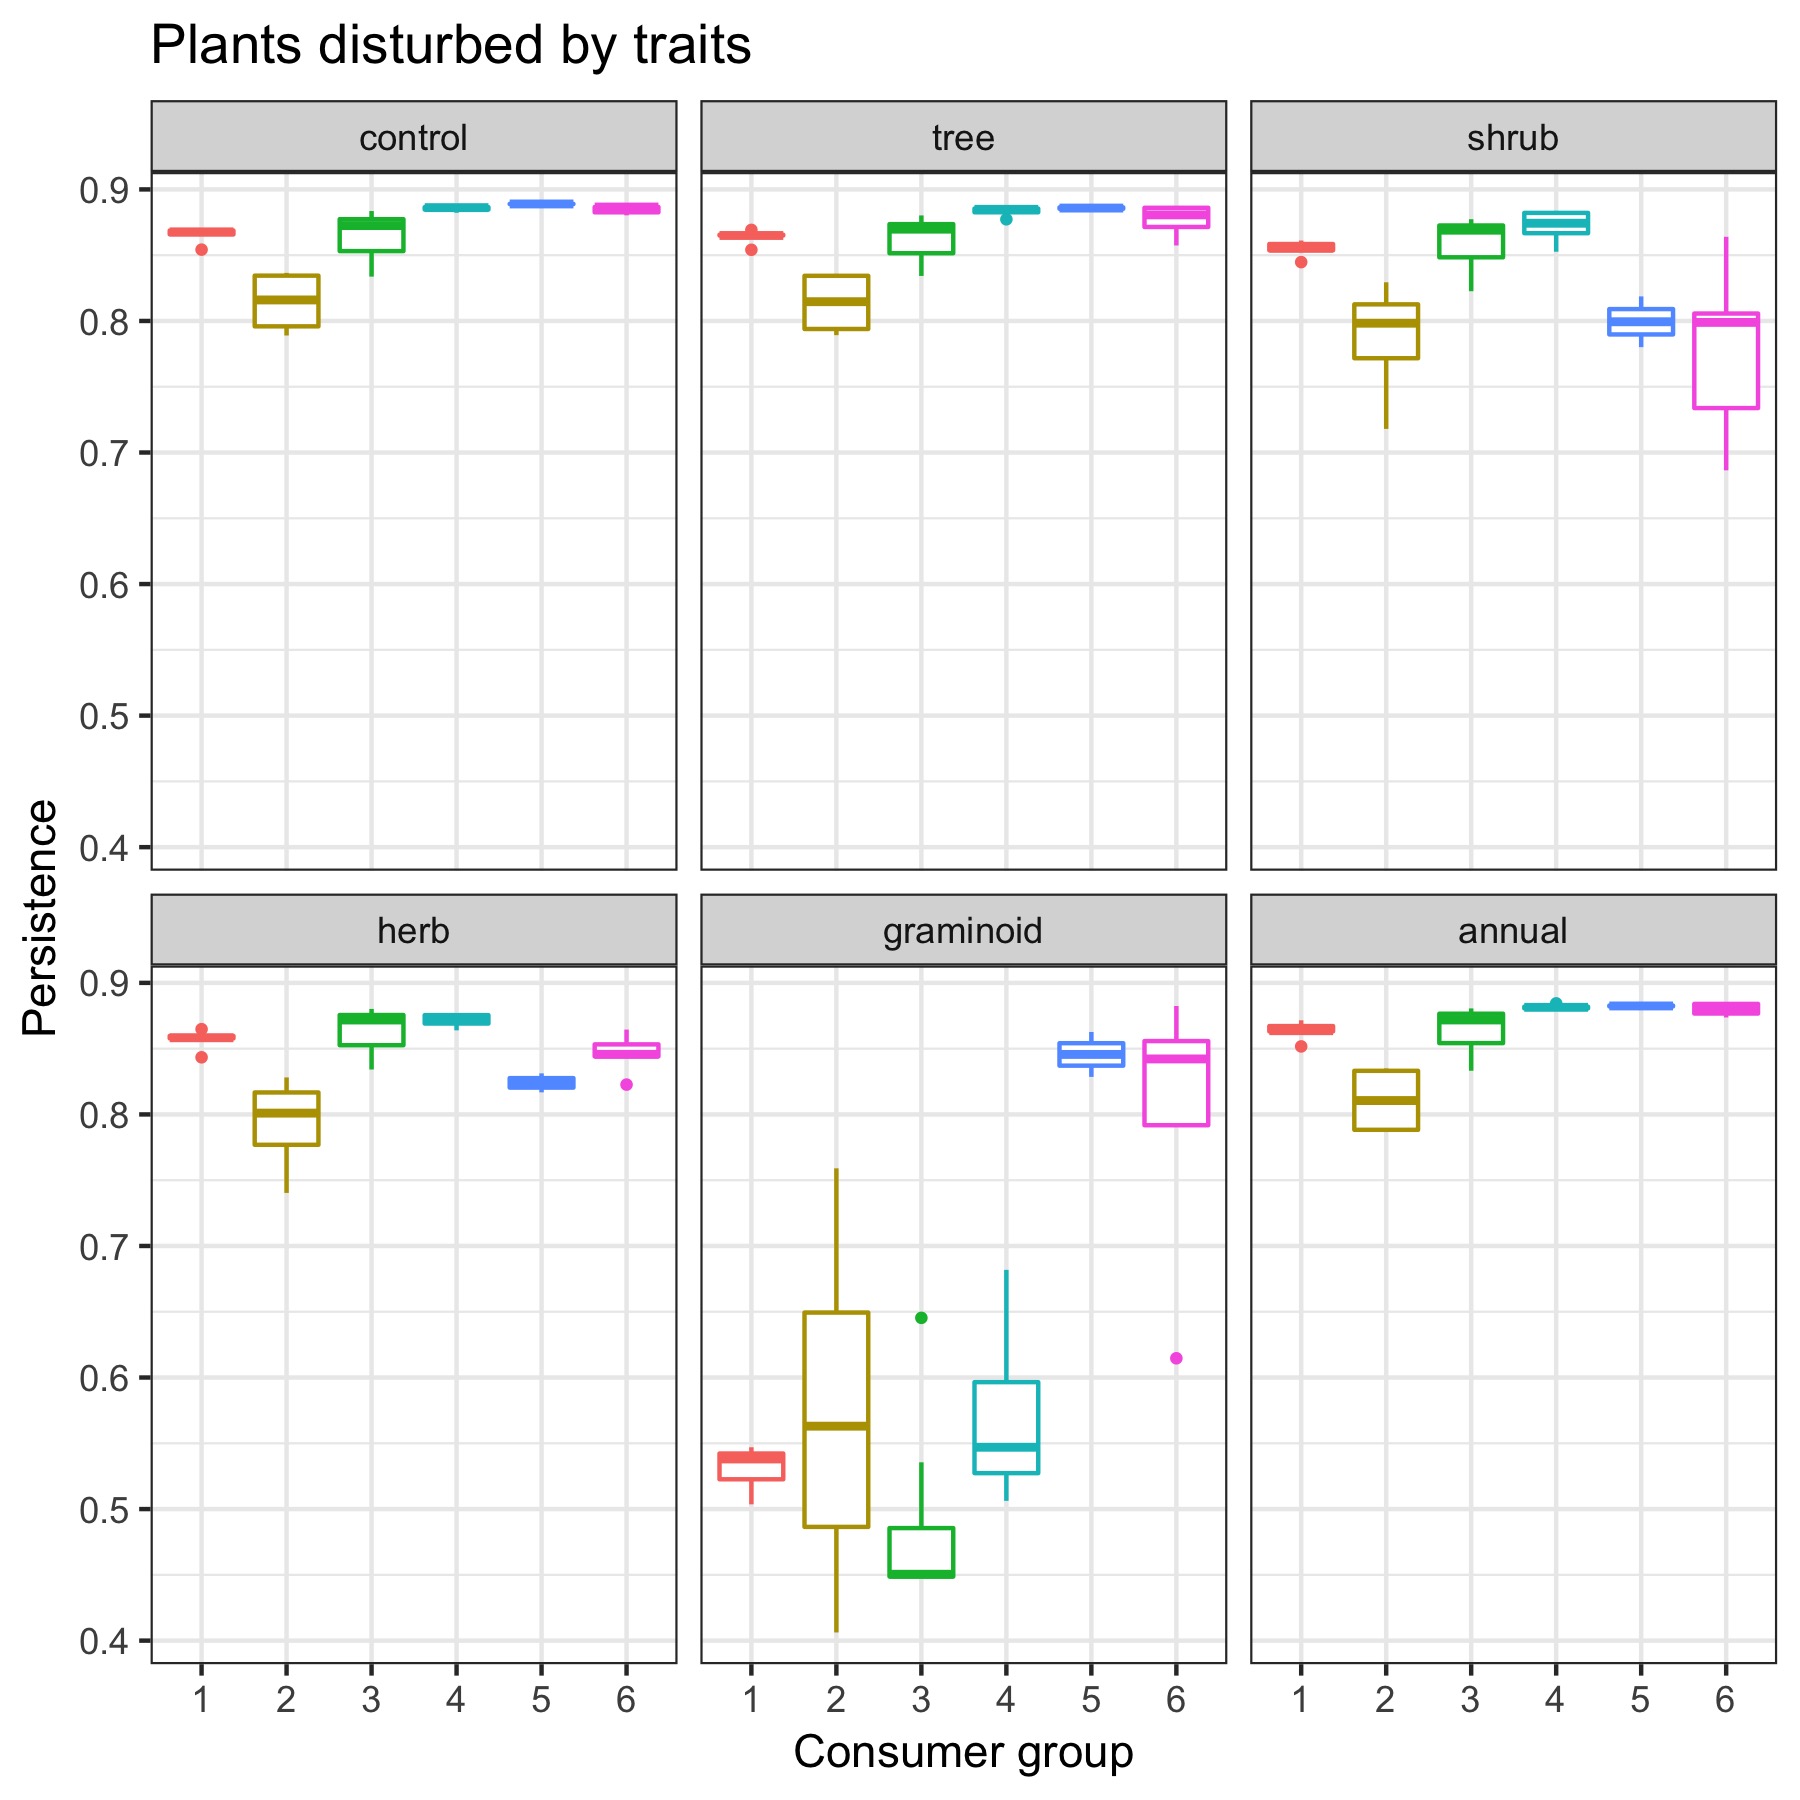 Plants disturbed by traits
control
tree
shrub
0.9
0.8
0.7
0.6
0.5
0.4
Persistence
herb
graminoid
annual
0.9
0.8
0.7
0.6
0.5
0.4
1 2 3 4 5 6
1 2 3 4 5 6
1 2 3 4 5 6
Consumer group